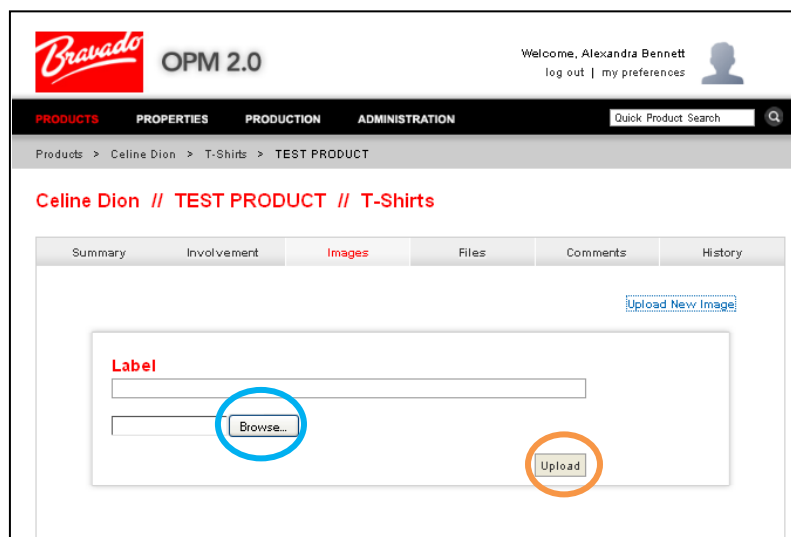 Bravado
OPM 2.0
Welcome, Alexandra Bennett
log out | my preferences
PRODUCTS PROPERTIES PRODUCTION ADMINISTRATION Quick Product Search
Products > Celine Dion > T-Shirts > TEST PRODUCT
Celine Dion // TEST PRODUCT // T-Shirts
Summary Involvement Images Files Comments History
Upload New Image
Label
Browse...
Upload